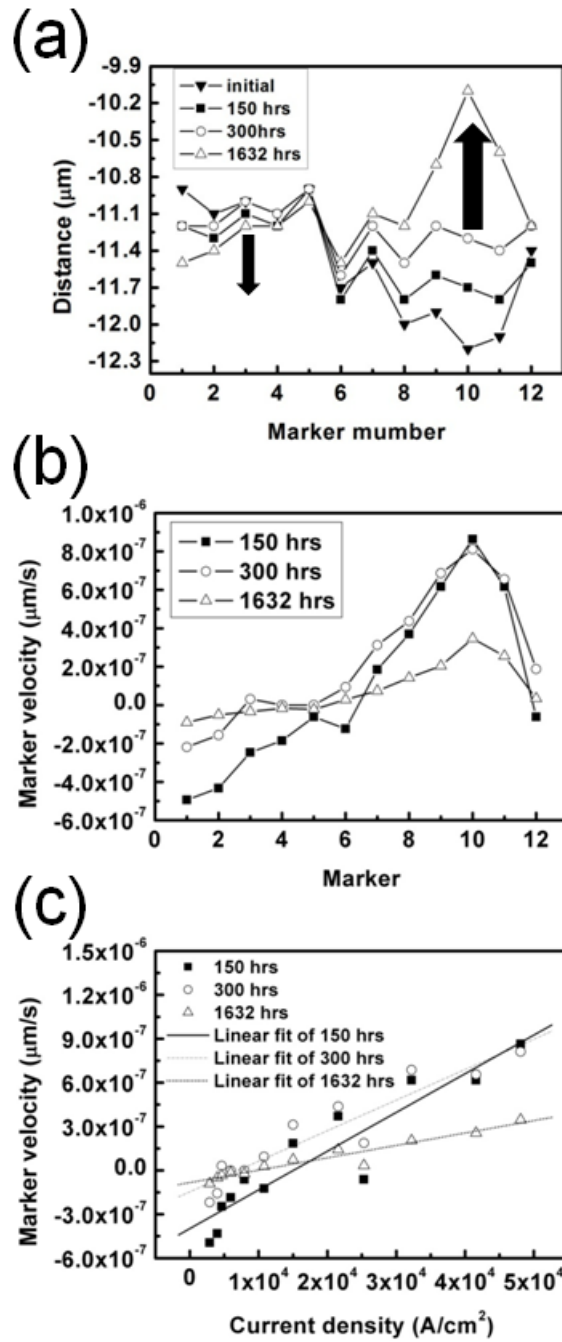 (a)
-9.9
-10.2
-10.5
-10.8
-11.1
-11.4
-11.7
-12.0
-12.3
Distance (μm)
initial
150 hrs
300hrs
1632 hrs
0 2 4 6 8 10 12
Marker mumber
(b)
1.0x10⁻⁶
8.0x10⁻⁷
6.0x10⁻⁷
4.0x10⁻⁷
2.0x10⁻⁷
0.0
-2.0x10⁻⁷
-4.0x10⁻⁷
-6.0x10⁻⁷
Marker velocity (μm/s)
150 hrs
300 hrs
1632 hrs
0 2 4 6 8 10 12
Marker
(c)
1.5x10⁻⁶
1.2x10⁻⁶
9.0x10⁻⁷
6.0x10⁻⁷
3.0x10⁻⁷
0.0
-3.0x10⁻⁷
-6.0x10⁻⁷
Marker velocity (μm/s)
150 hrs
300 hrs
1632 hrs
Linear fit of 150 hrs
Linear fit of 300 hrs
Linear fit of 1632 hrs
0 1x10⁴ 2x10⁴ 3x10⁴ 4x10⁴ 5x10⁴
Current density (A/cm²)